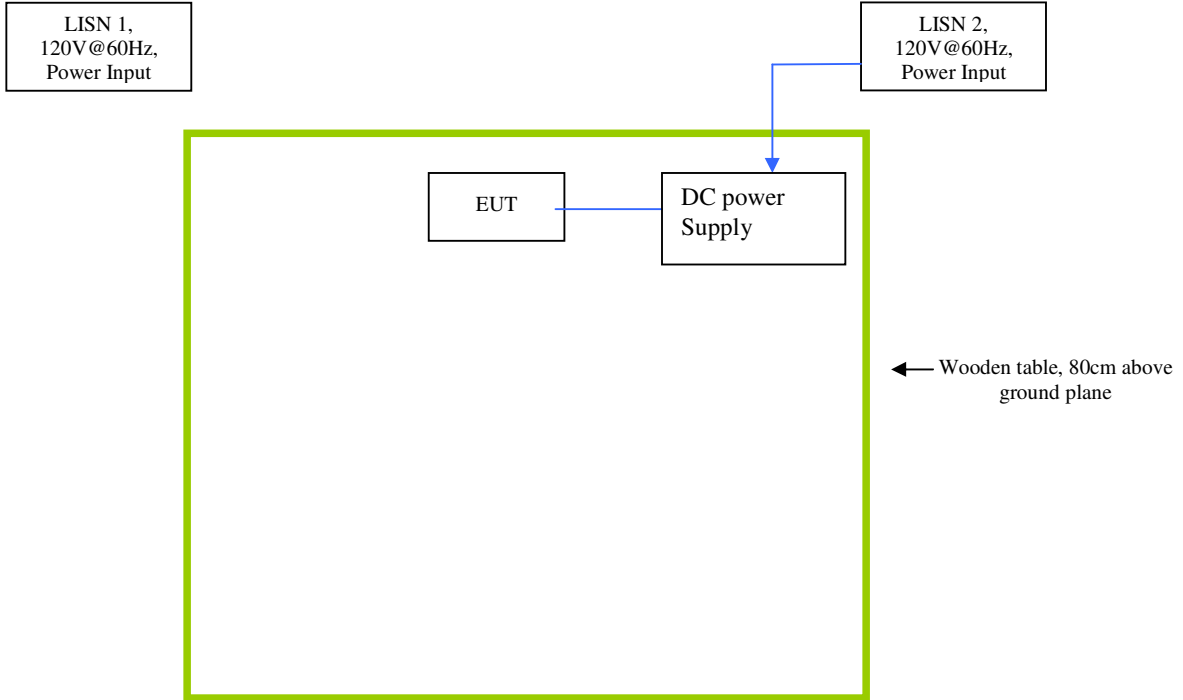 LISN 1,
120V@60Hz,
Power Input
LISN 2,
120V@60Hz,
Power Input
EUT
DC power
Supply
Wooden table, 80cm above
ground plane